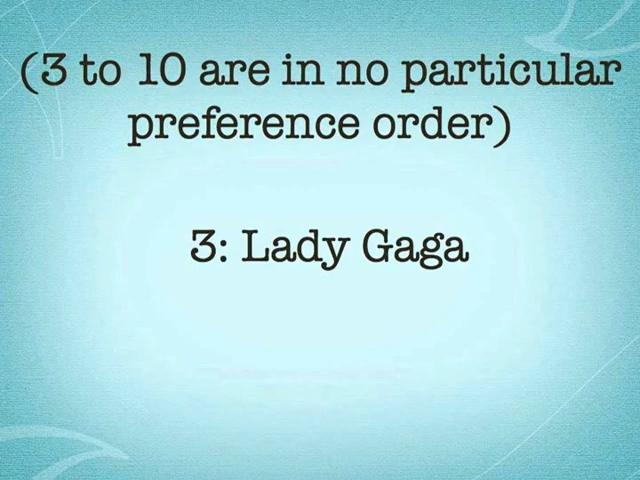 (3 to 10 are in no particular
preference order)
3: Lady Gaga